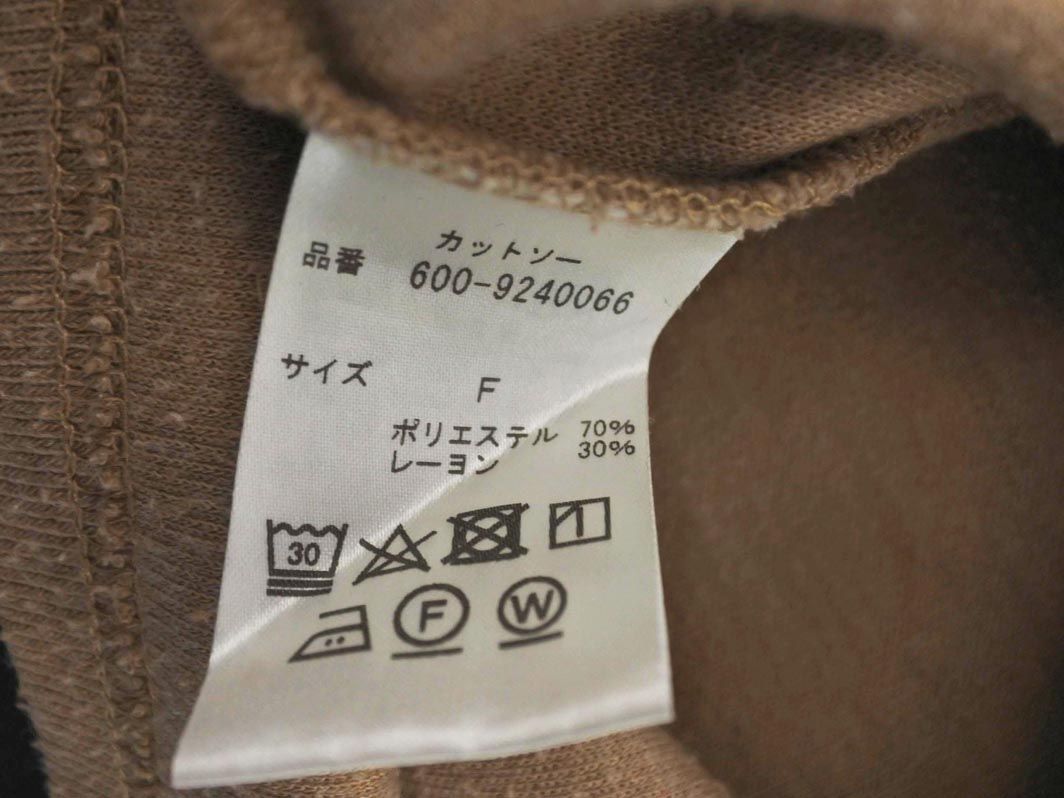 カットソー
品番 600-9240066
サイズ F
ポリエステル 70%
レーヨン 30%
30
F W